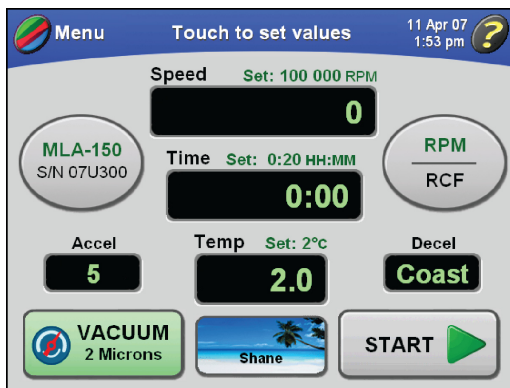 Menu
Touch to set values
11 Apr 07
1:53 pm
?
Speed Set: 100 000 RPM
0
MLA-150
S/N 07U300
Time Set: 0:20 HH:MM
0:00
RPM
RCF
Accel
5
Temp Set: 2°C
2.0
Decel
Coast
VACUUM
2 Microns
Shane
START